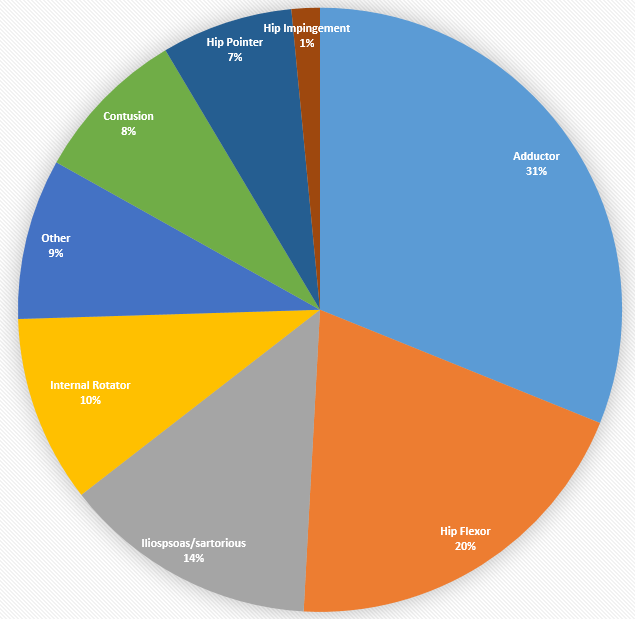 Hip Impingement
1%
Hip Pointer
7%
Contusion
8%
Adductor
31%
Other
9%
Internal Rotator
10%
Hip Flexor
20%
Iliospsoas/sartorious
14%